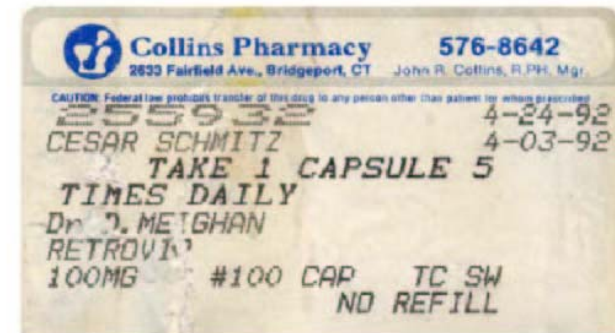 Collins Pharmacy 576-8642
2633 Fairfield Ave., Bridgeport, CT John R. Collins, R.PH. Mgr.
CAUTION: Federal law prohibits transfer of this drug to any person other than patient for whom prescribed
255932 4-24-92
CESAR SCHMITZ 4-03-92
TAKE 1 CAPSULE 5
TIMES DAILY
Dr D. MEIGHAN
RETROVIR
100MG #100 CAP TC SW
NO REFILL